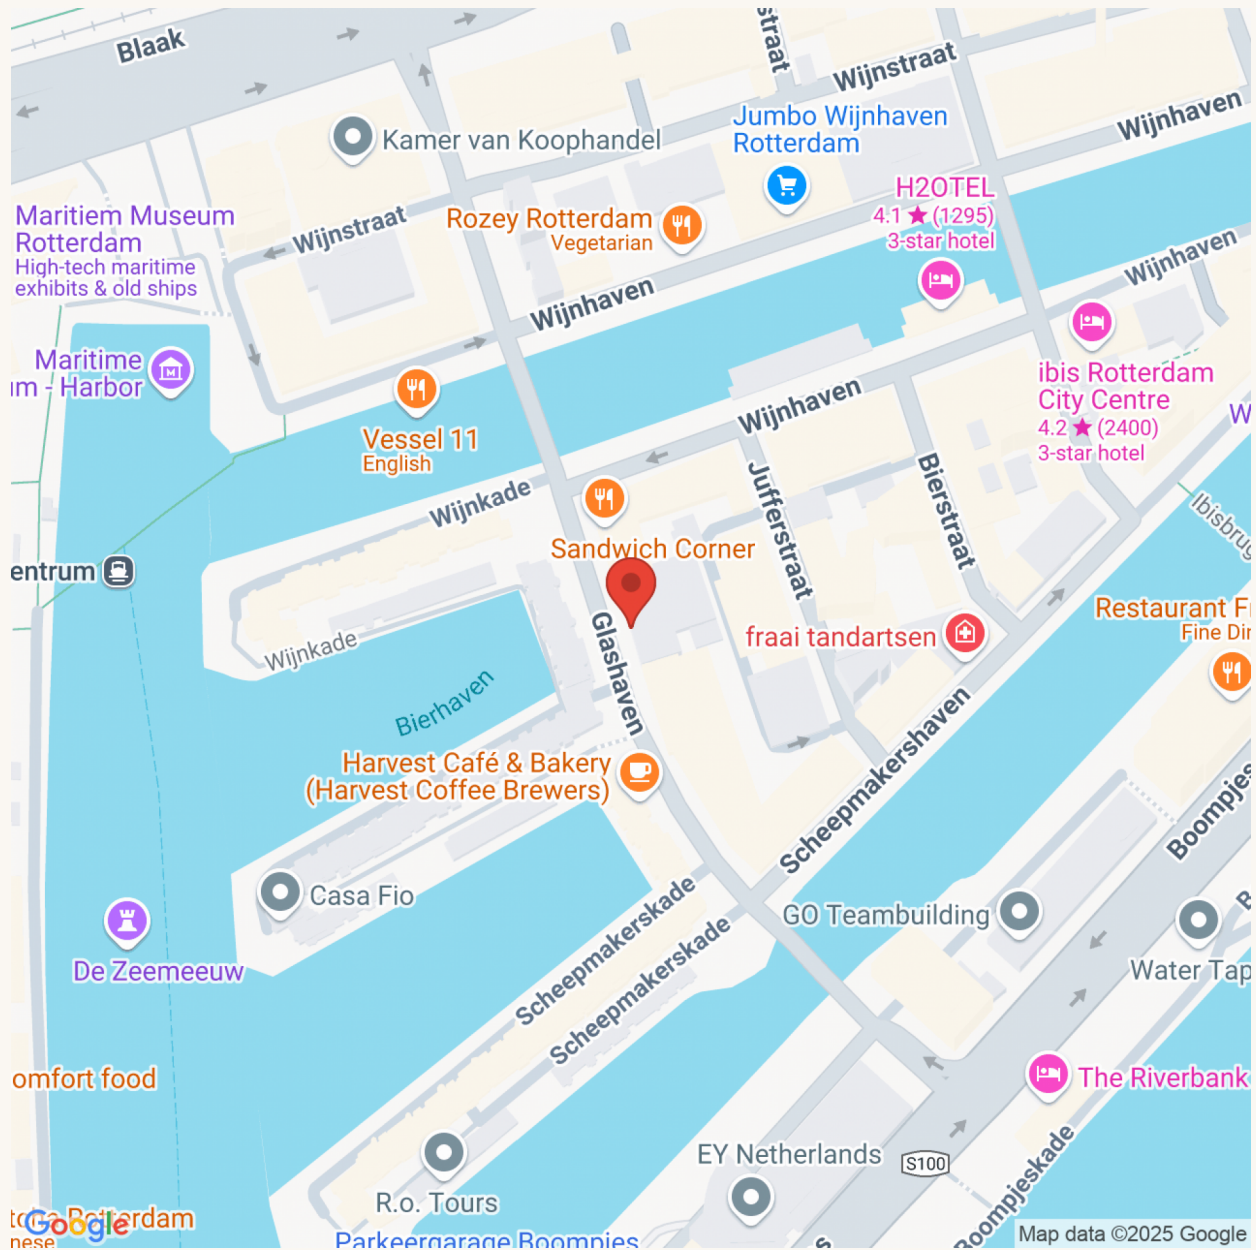 Blaak
straat
Wijnstraat
Jumbo Wijnhaven
Rotterdam
Wijnhaven
Kamer van Koophandel
H2OTEL
4.1 ★ (1295)
3-star hotel
Maritiem Museum
Rotterdam
High-tech maritime
exhibits & old ships
Wijnstraat
Rozey Rotterdam
Vegetarian
Wijnhaven
Wijnhaven
Maritime
um - Harbor
ibis Rotterdam
City Centre
4.2 ★ (2400)
3-star hotel
W
Wijnhaven
Vessel 11
English
Wijnkade
Jufferstraat
Bierstraat
Ibisbrug
Sandwich Corner
entrum
Glashaven
Wijnkade
fraai tandartsen
Restaurant F
Fine Dir
Bierhaven
Harvest Café & Bakery
(Harvest Coffee Brewers)
Scheepmakershaven
Boompjes
Casa Fio
GO Teambuilding
Scheepmakerskade
Scheepmakerskade
De Zeemeeuw
Water Tap
B
omfort food
The Riverbank
EY Netherlands
S100
Boompjeskade
R.o. Tours
Rotterdam
nese
Google
Parkeergarage Boompjes
s
Map data ©2025 Google